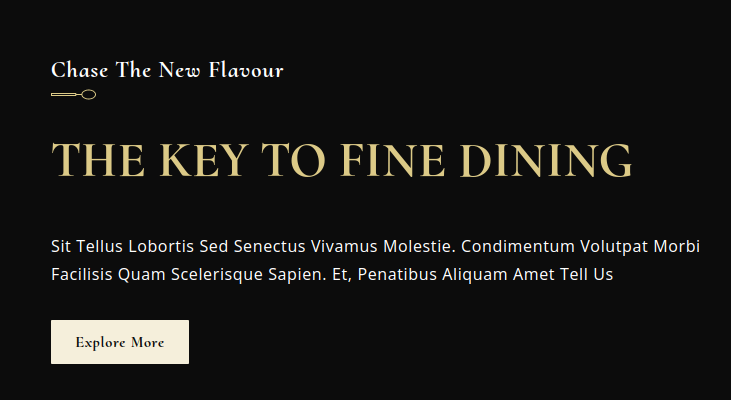 Chase The New Flavour
THE KEY TO FINE DINING
Sit Tellus Lobortis Sed Senectus Vivamus Molestie. Condimentum Volutpat Morbi
Facilisis Quam Scelerisque Sapien. Et, Penatibus Aliquam Amet Tell Us
Explore More